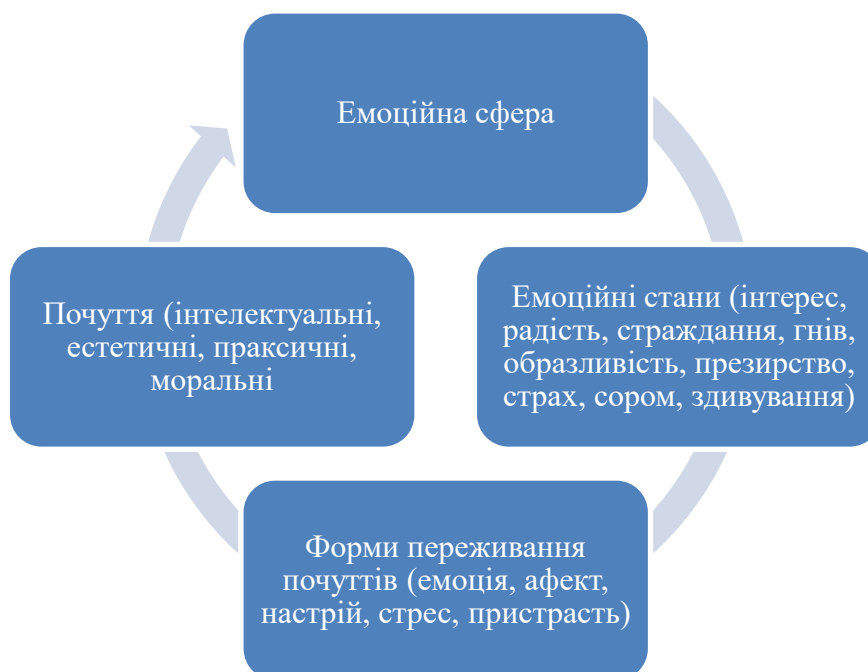 Емоційна сфера
Емоційні стани (інтерес,
радість, страждання, гнів,
образливість, презирство,
страх, сором, здивування)
Форми переживання
почуттів (емоція, афект,
настрій, стрес, пристрасть)
Почуття (інтелектуальні,
естетичні, праксичні,
моральні